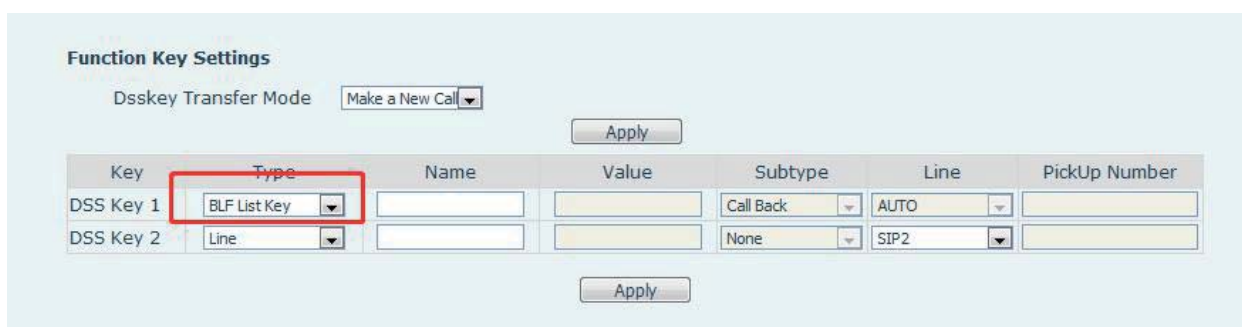 Function Key Settings
Dsskey Transfer Mode Make a New Call
Apply
Key Type Name Value Subtype Line PickUp Number
DSS Key 1 BLF List Key Call Back AUTO
DSS Key 2 Line None SIP2
Apply